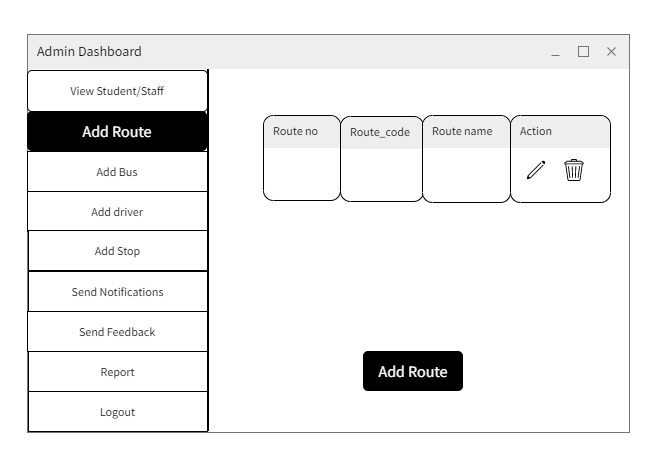 Admin Dashboard
View Student/Staff
Add Route
Add Bus
Add driver
Add Stop
Send Notifications
Send Feedback
Report
Logout
Route no
Route_code
Route name
Action
Add Route